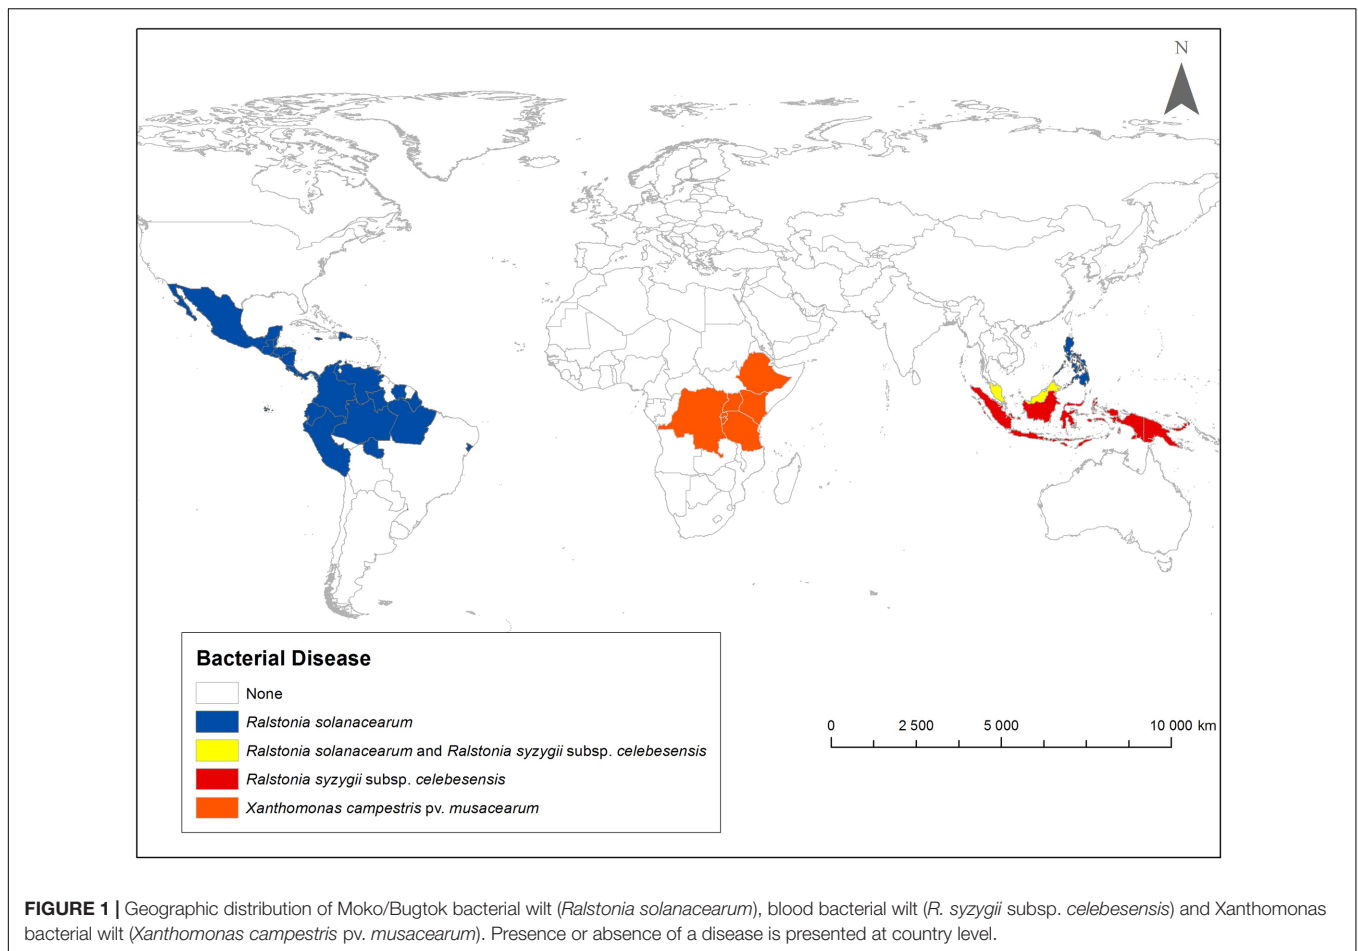 N
Bacterial Disease
None
Ralstonia solanacearum
Ralstonia solanacearum and Ralstonia syzygii subsp. celebesensis
Ralstonia syzygii subsp. celebesensis
Xanthomonas campestris pv. musacearum
0 2 500 5 000 10 000 km
FIGURE 1 | Geographic distribution of Moko/Bugtok bacterial wilt (Ralstonia solanacearum), blood bacterial wilt (R. syzygii subsp. celebesensis) and Xanthomonas
bacterial wilt (Xanthomonas campestris pv. musacearum). Presence or absence of a disease is presented at country level.